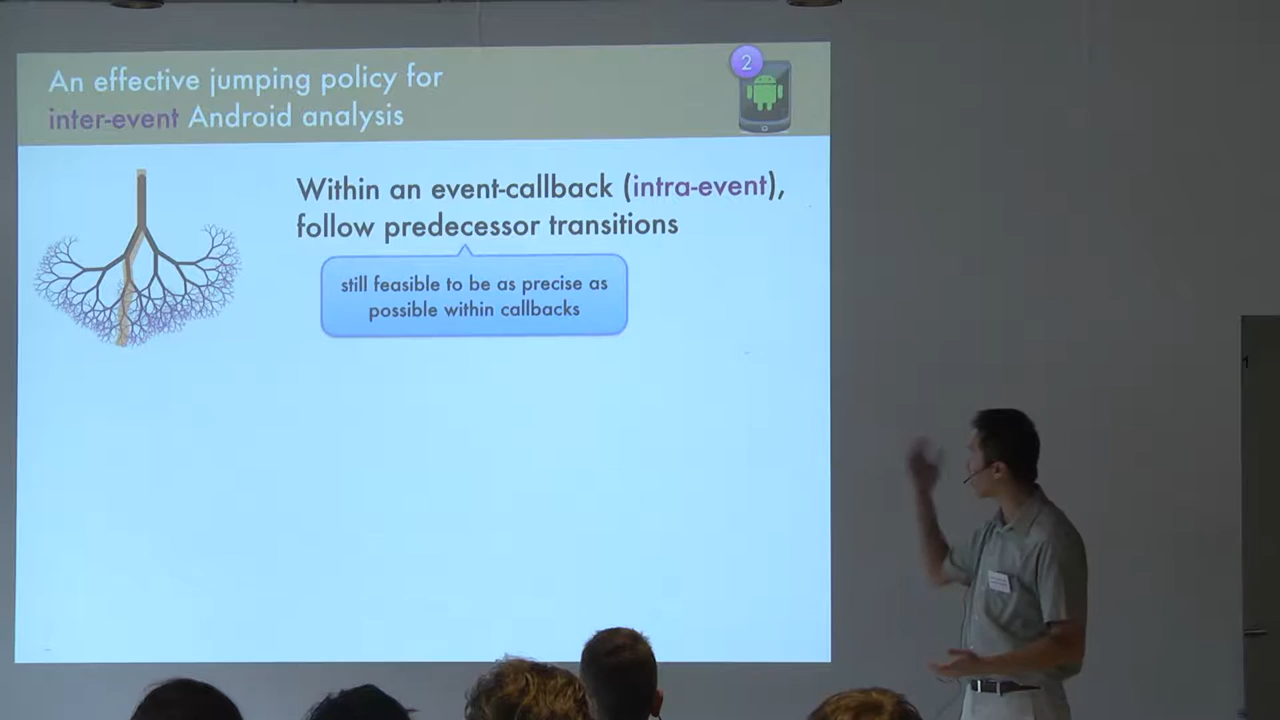 An effective jumping policy for
inter-event Android analysis
2
Within an event-callback (intra-event),
follow predecessor transitions
still feasible to be as precise as
possible within callbacks